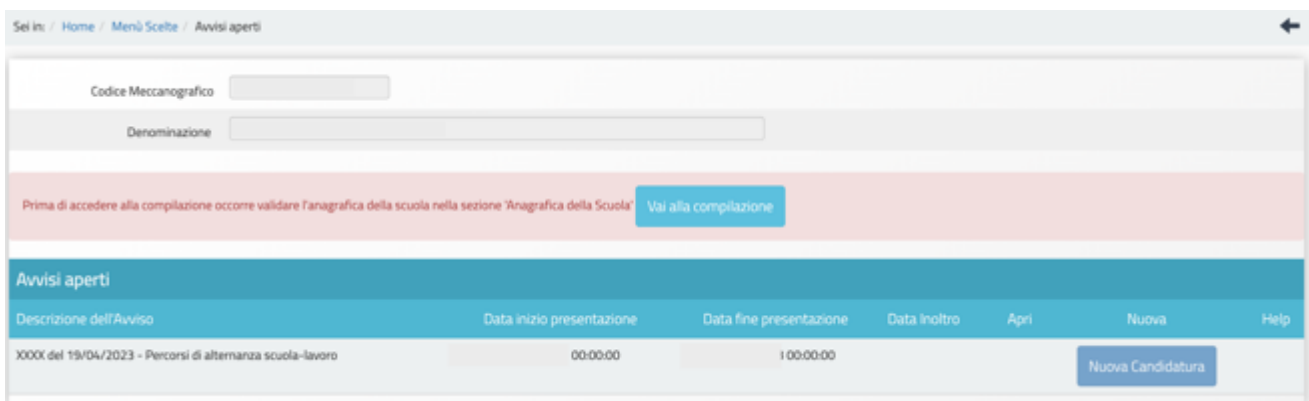 Sei in: / Home / Menù Scelte / Avvisi aperti
Codice Meccanografico
Denominazione
Prima di accedere alla compilazione occorre validare l'anagrafica della scuola nella sezione 'Anagrafica della Scuola' Vai alla compilazione
Avvisi aperti
Descrizione dell'Avviso Data inizio presentazione Data fine presentazione Data Inoltro Apri Nuova Help
XXXX del 19/04/2023 - Percorsi di alternanza scuola-lavoro 00:00:00 00:00:00 Nuova Candidatura